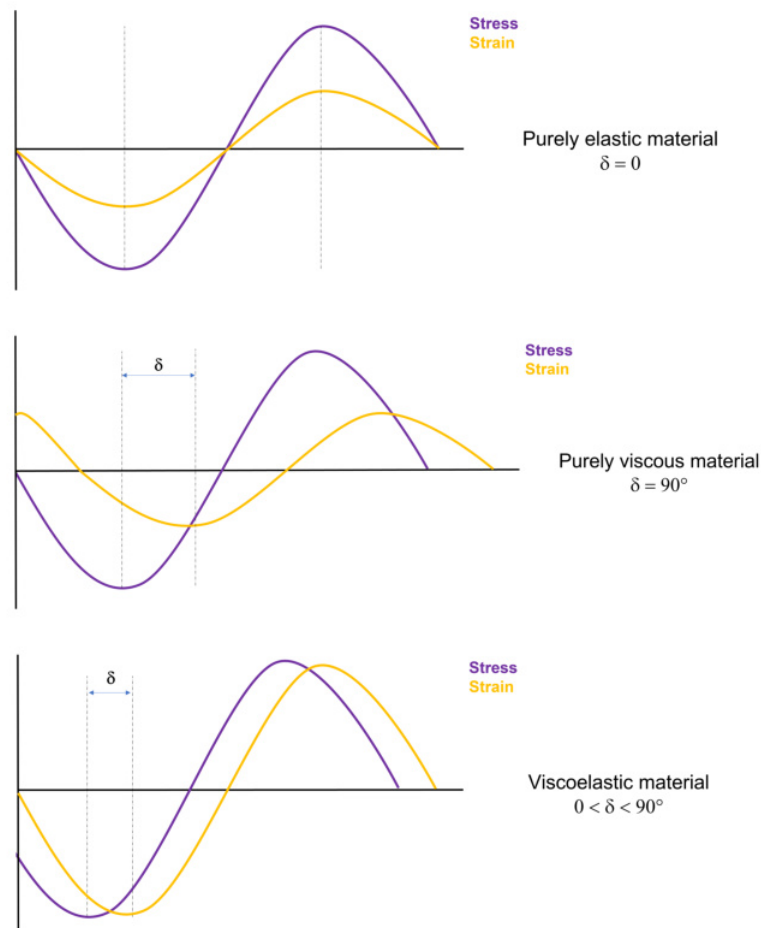 Stress
Strain
Purely elastic material
δ = 0
δ
Stress
Strain
Purely viscous material
δ = 90°
δ
Stress
Strain
Viscoelastic material
0 < δ < 90°